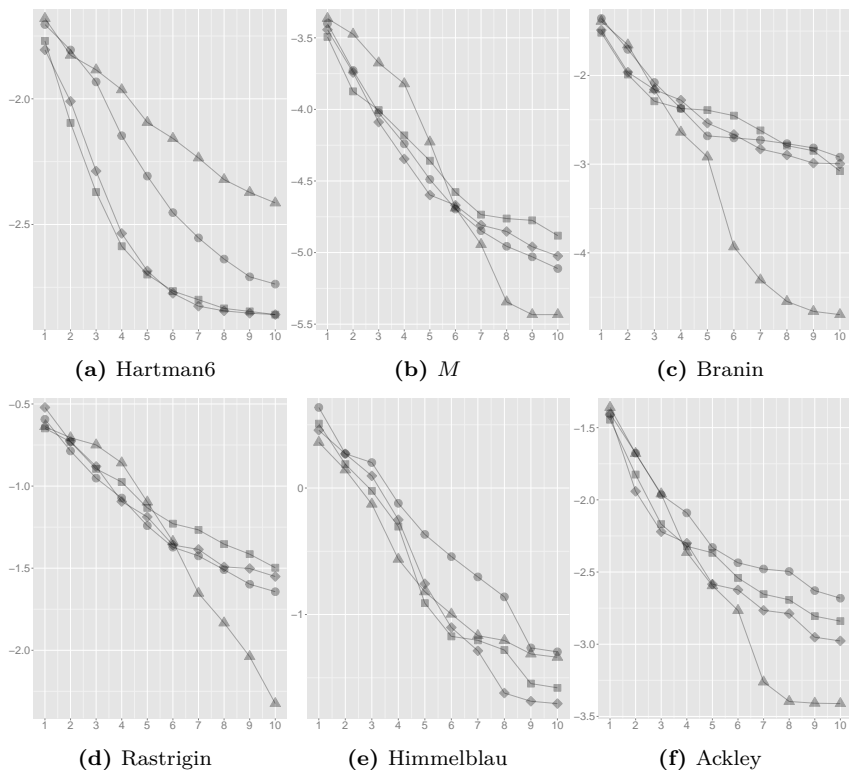 −2.0
−2.5
1 2 3 4 5 6 7 8 9 10
(a) Hartman6
−3.5
−4.0
−4.5
−5.0
−5.5
1 2 3 4 5 6 7 8 9 10
(b) M
−2
−3
−4
1 2 3 4 5 6 7 8 9 10
(c) Branin
−0.5
−1.0
−1.5
−2.0
1 2 3 4 5 6 7 8 9 10
(d) Rastrigin
0
−1
1 2 3 4 5 6 7 8 9 10
(e) Himmelblau
−1.5
−2.0
−2.5
−3.0
−3.5
1 2 3 4 5 6 7 8 9 10
(f) Ackley